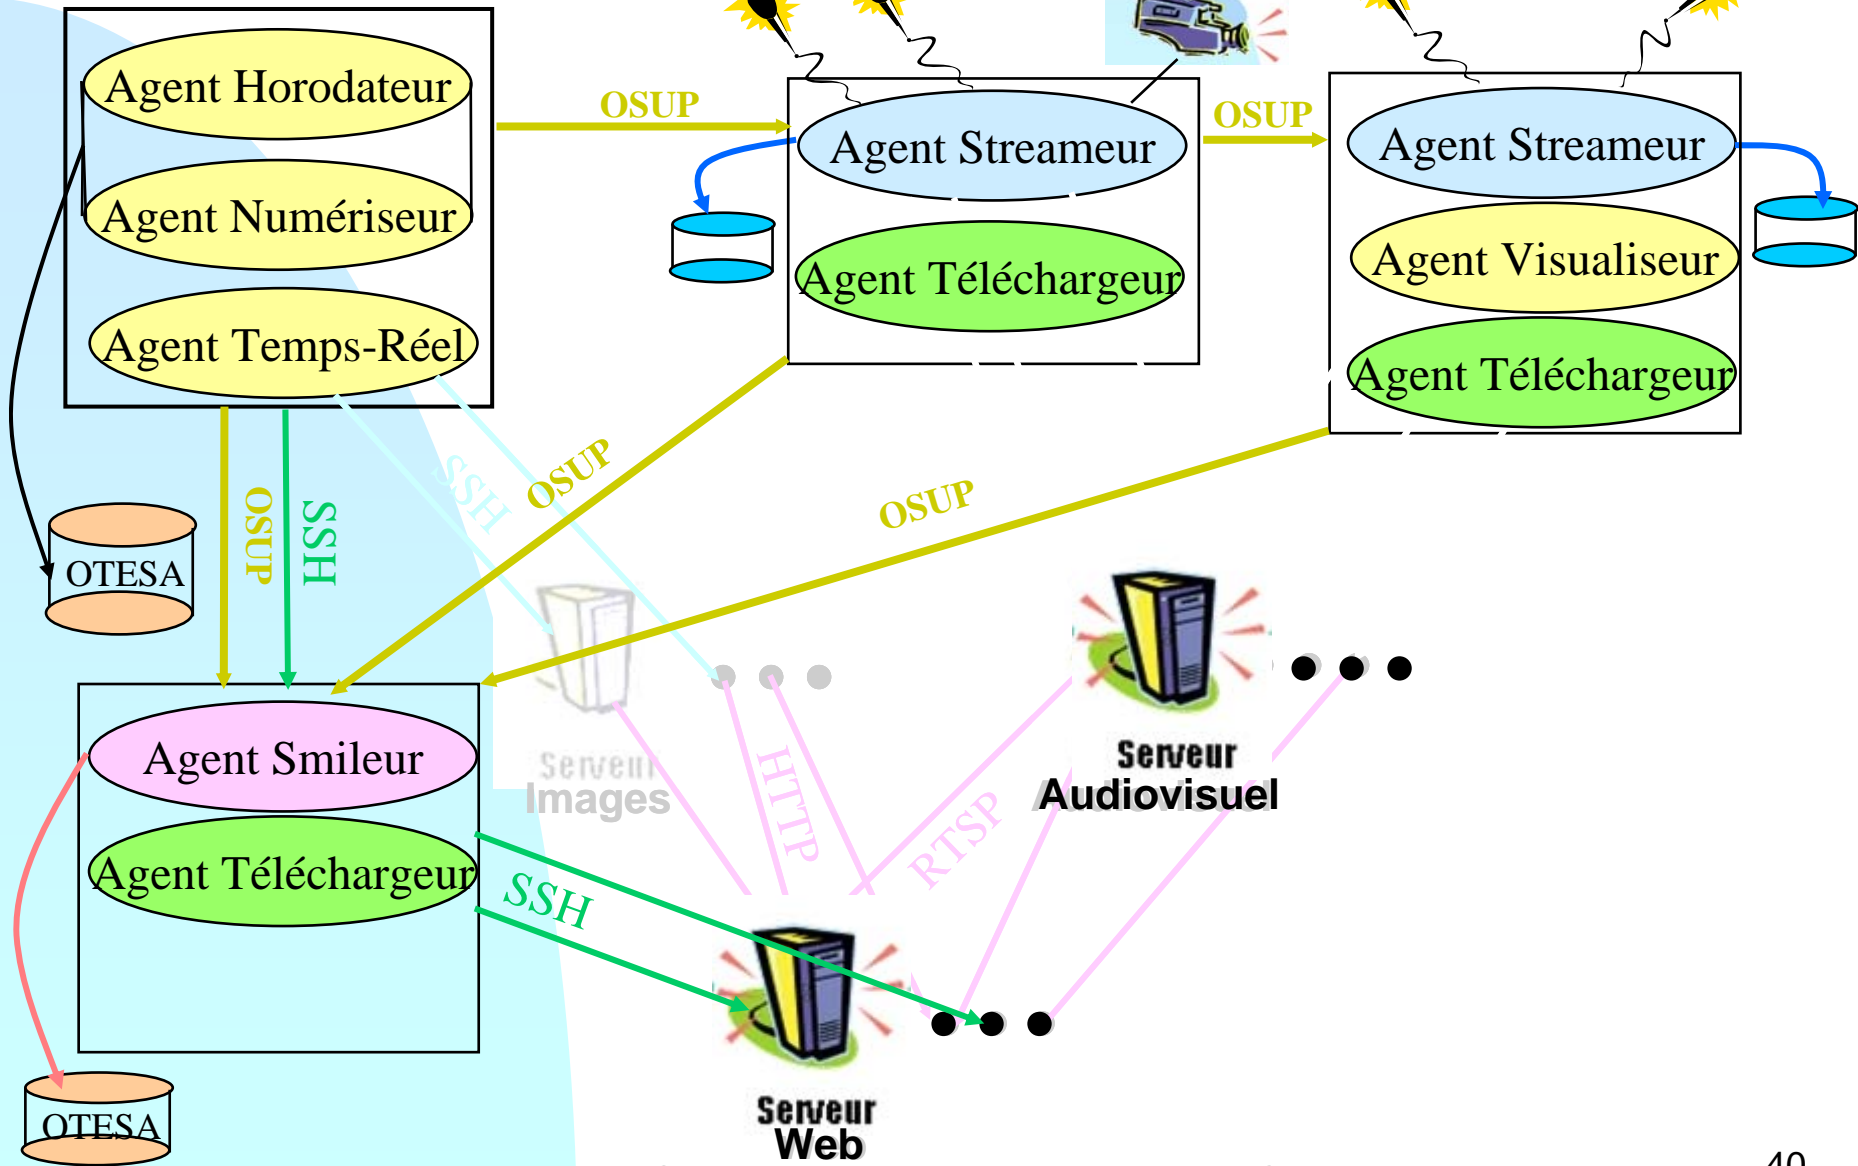 Agent Horodateur
Agent Numériseur
Agent Temps-Réel
OSUP
Agent Streameur
Agent Téléchargeur
OSUP
Agent Streameur
Agent Visualiseur
Agent Téléchargeur
OSUP
SSH
SSH
OSUP
OSUP
OTESA
Agent Smileur
Agent Téléchargeur
Serveur
Images
HTTP
RTSP
Serveur
Audiovisuel
SSH
OTESA
Serveur
Web
40